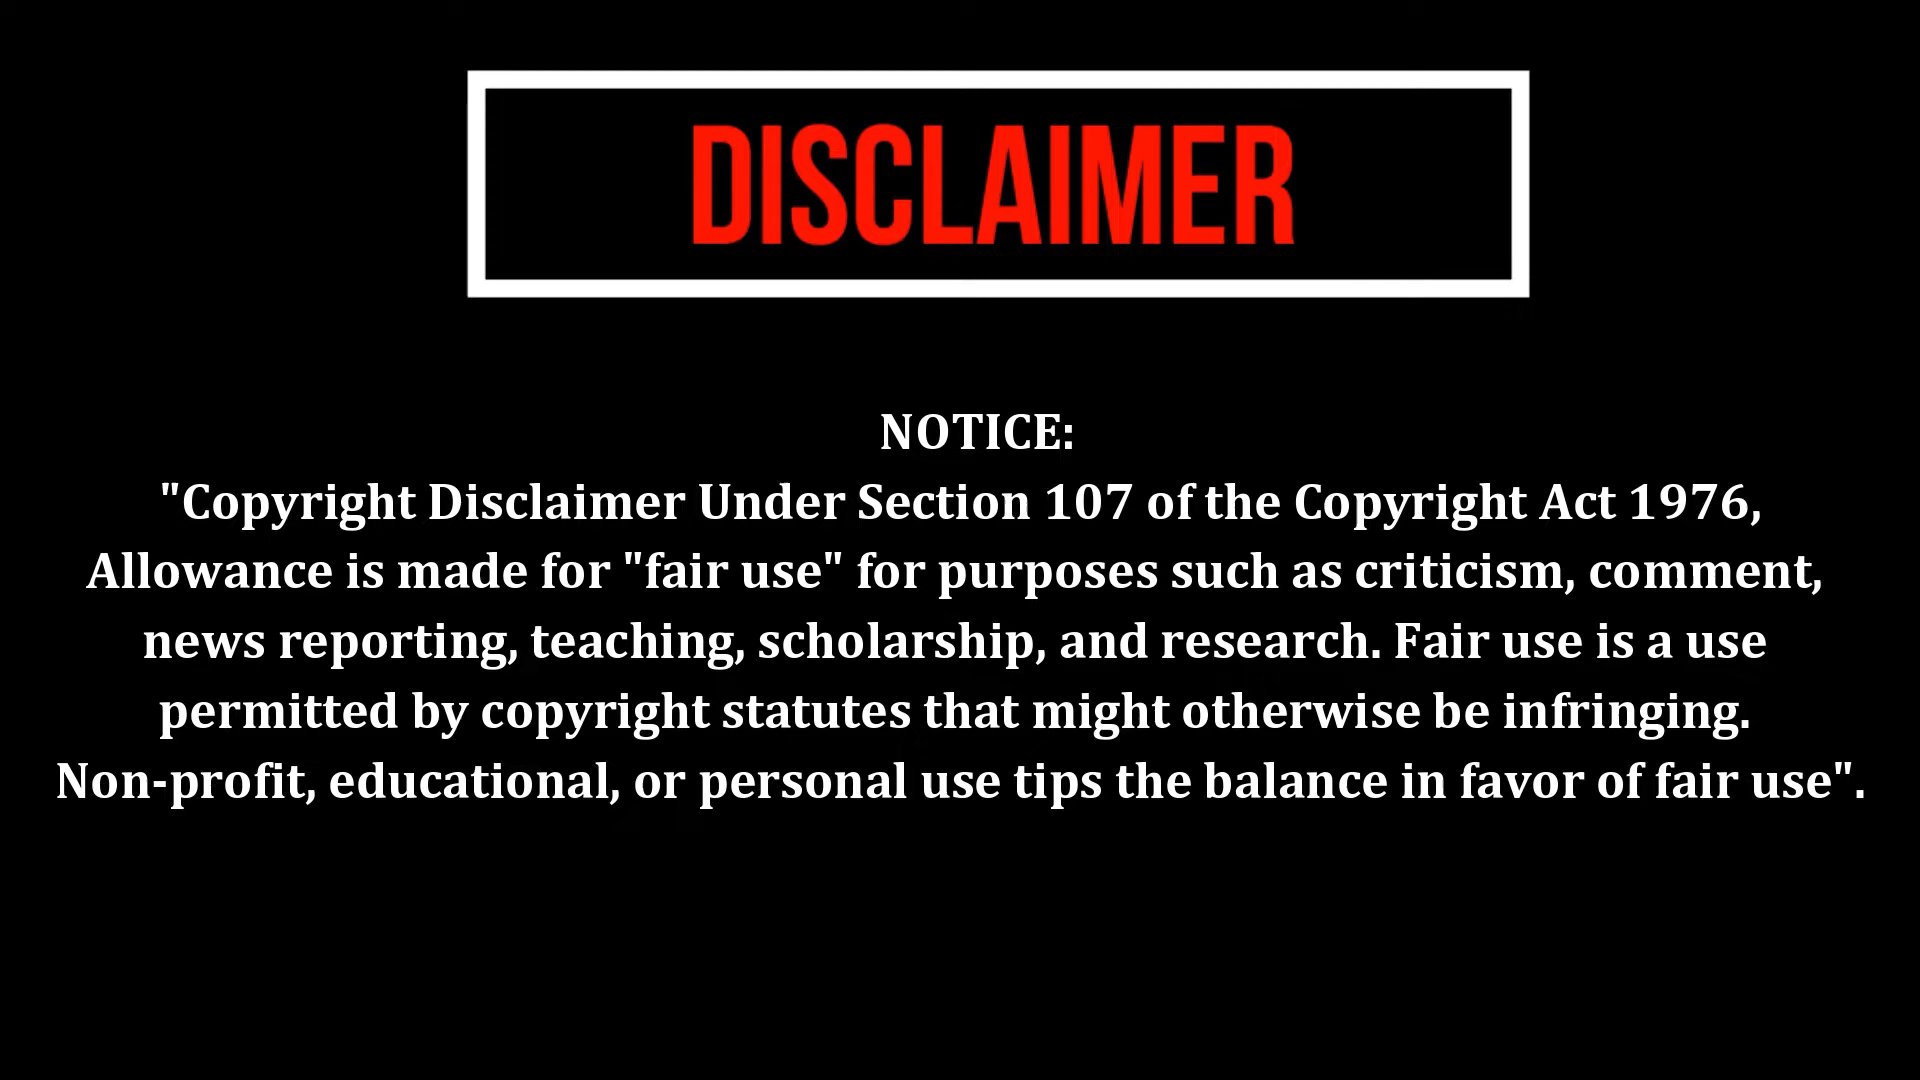 DISCLAIMER
NOTICE:
"Copyright Disclaimer Under Section 107 of the Copyright Act 1976,
Allowance is made for "fair use" for purposes such as criticism, comment,
news reporting, teaching, scholarship, and research. Fair use is a use
permitted by copyright statutes that might otherwise be infringing.
Non-profit, educational, or personal use tips the balance in favor of fair use".